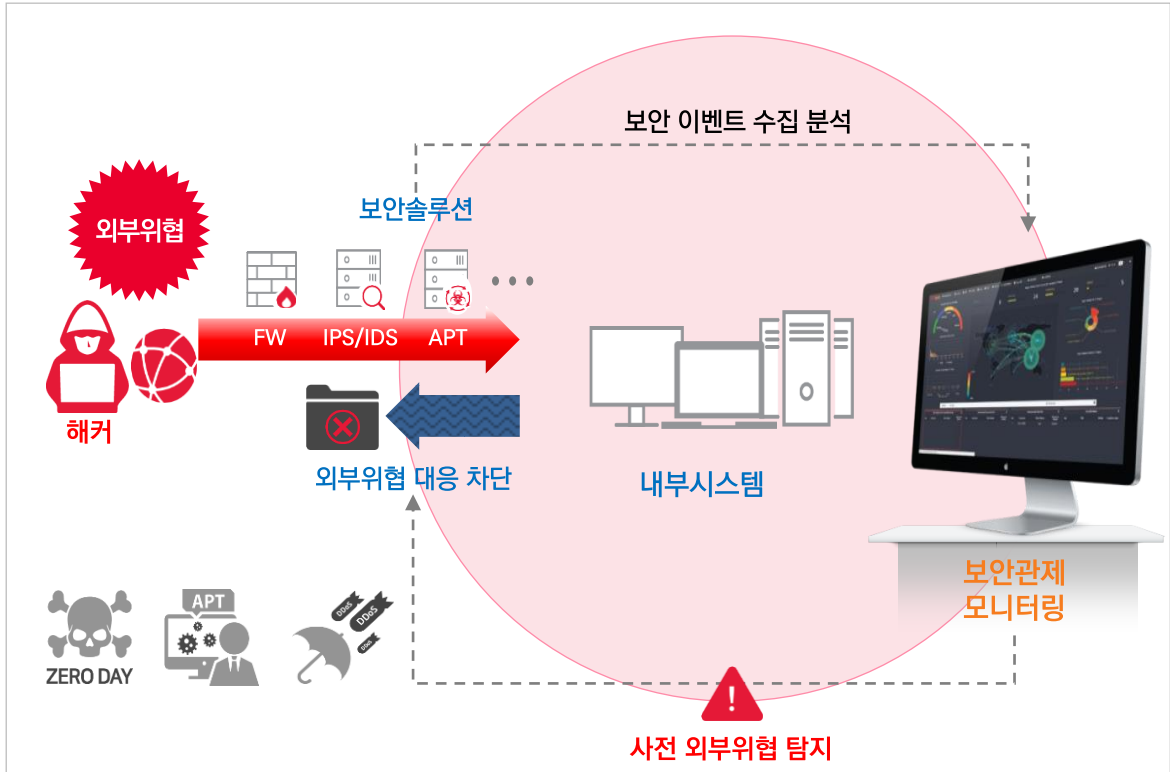 보안 이벤트 수집 분석
외부위협
보안솔루션
FW
IPS/IDS
APT
해커
외부위협 대응 차단
내부시스템
보안관제
모니터링
APT
DDoS
DDoS
ZERO DAY
사전 외부위협 탐지